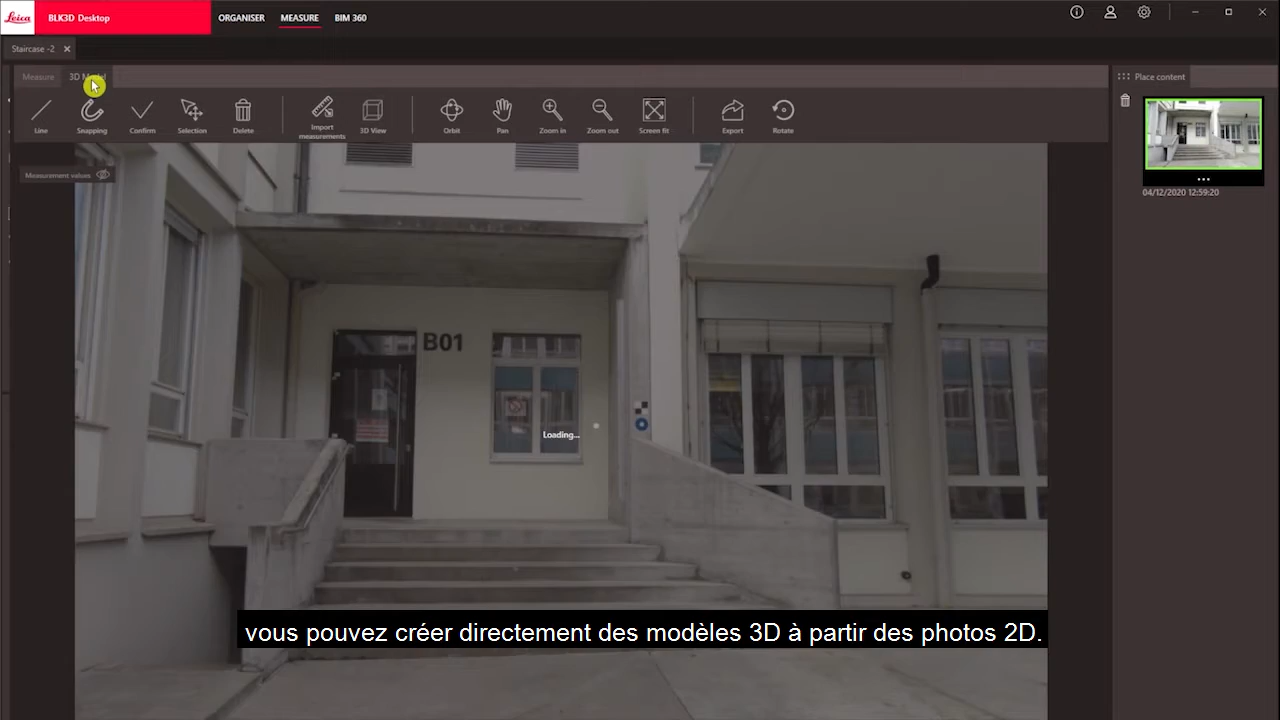 Leica
BLK3D Desktop
ORGANISER
MEASURE
BIM 360
Staircase -2
Measure
3D Model
Place content
Line
Snapping
Confirm
Selection
Delete
Import
measurements
3D View
Orbit
Pan
Zoom in
Zoom out
Screen fit
Export
Rotate
Measurement values
04/12/2020 12:59:20
B01
Loading...
vous pouvez créer directement des modèles 3D à partir des photos 2D.